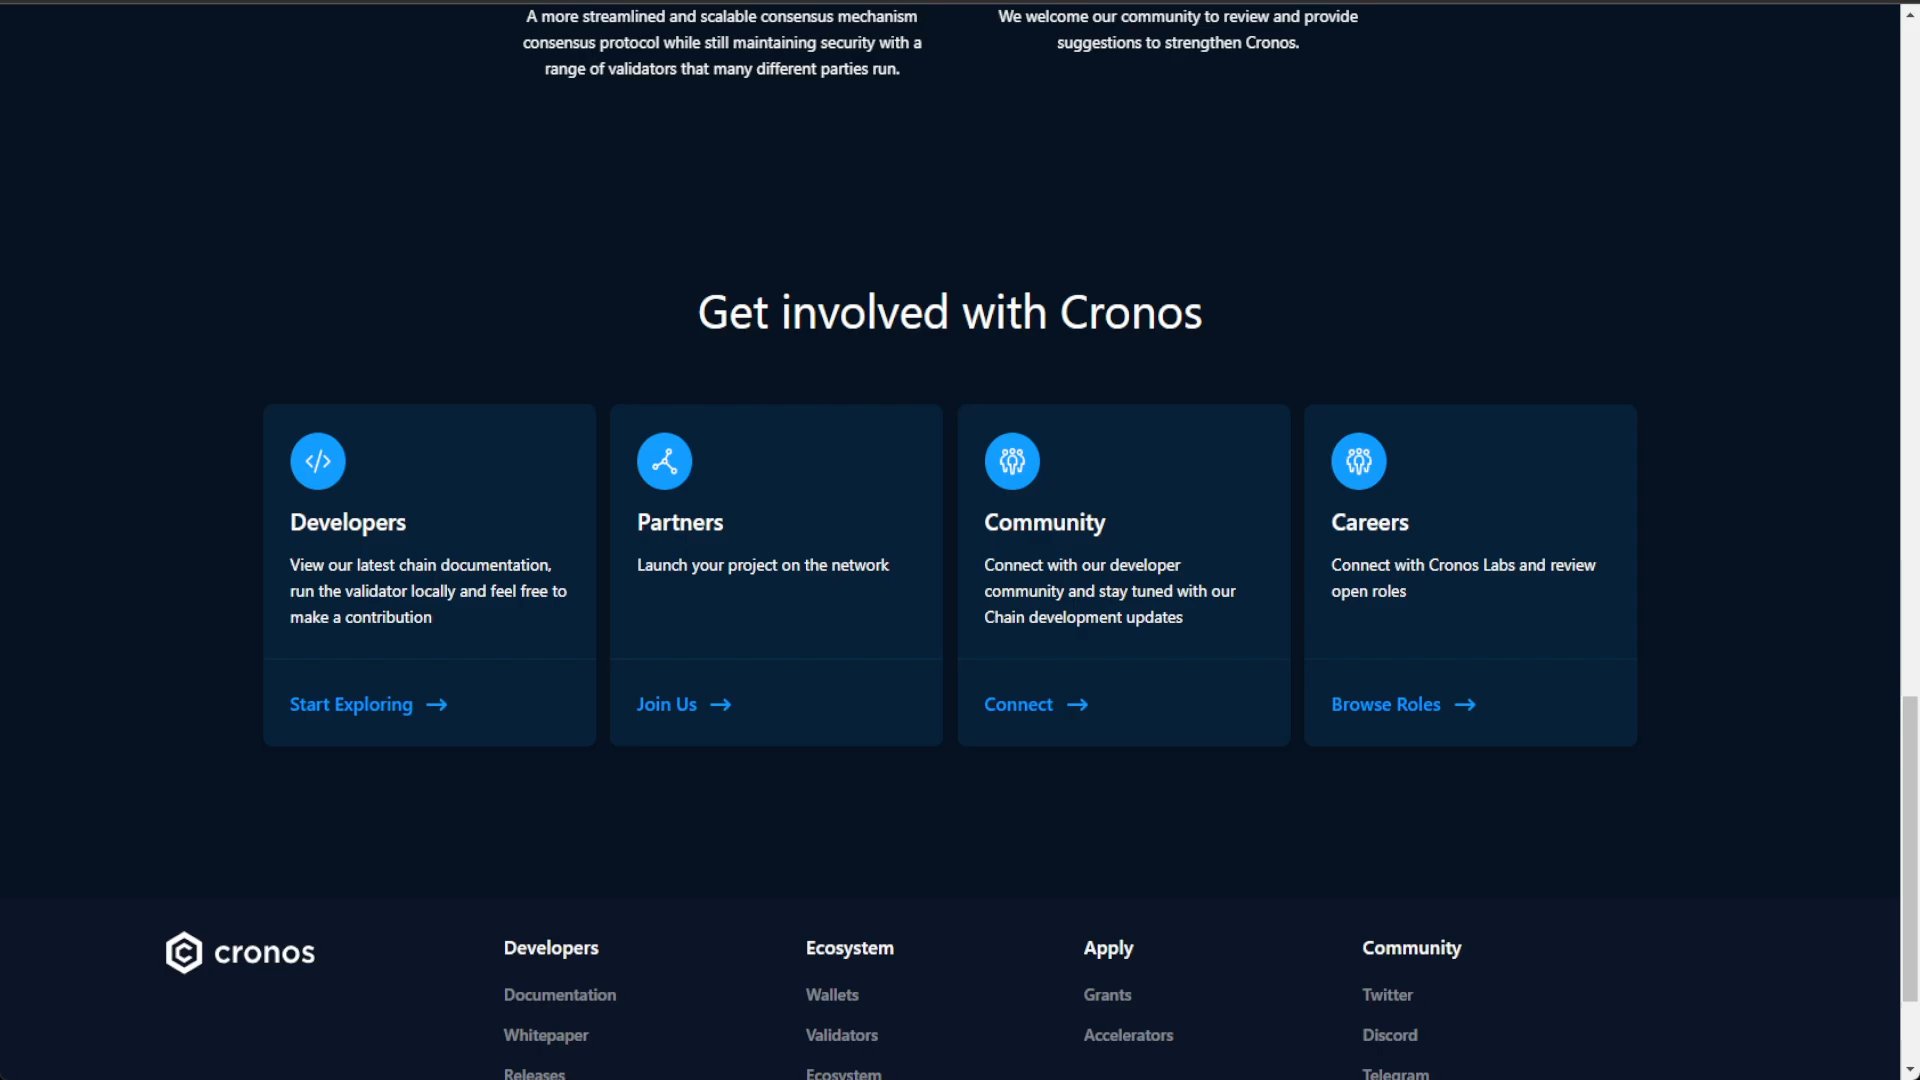 A more streamlined and scalable consensus mechanism
consensus protocol while still maintaining security with a
range of validators that many different parties run.
We welcome our community to review and provide
suggestions to strengthen Cronos.
Get involved with Cronos
Developers
View our latest chain documentation,
run the validator locally and feel free to
make a contribution
Start Exploring
Partners
Launch your project on the network
Join Us
Community
Connect with our developer
community and stay tuned with our
Chain development updates
Connect
Careers
Connect with Cronos Labs and review
open roles
Browse Roles
cronos
Developers
Documentation
Whitepaper
Releases
Ecosystem
Wallets
Validators
Ecosystem
Apply
Grants
Accelerators
Community
Twitter
Discord
Telegram